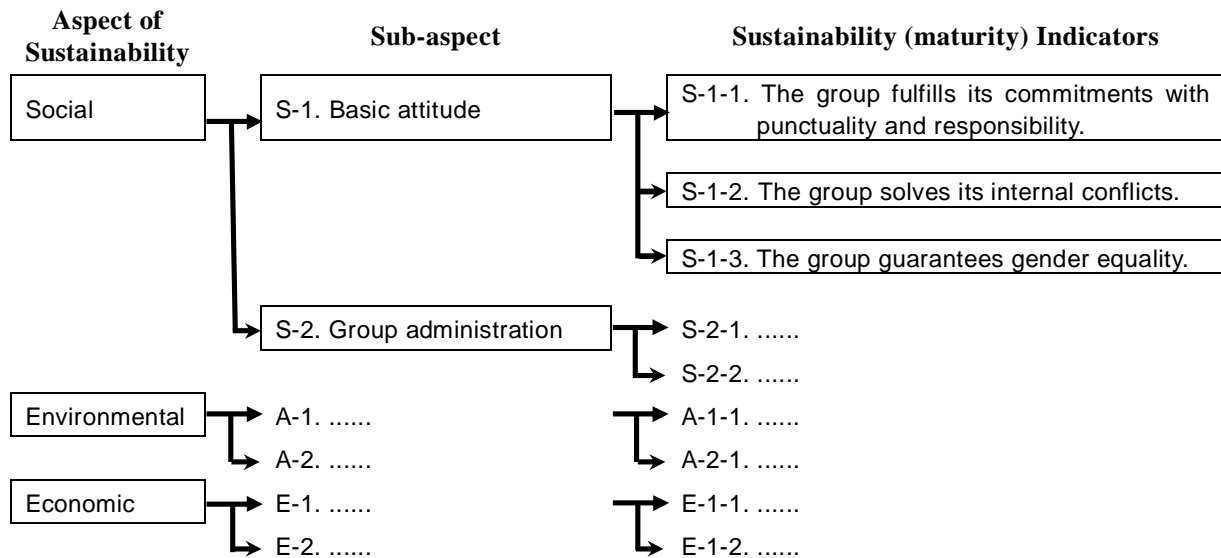 Aspect of
Sustainability
Sub-aspect
Sustainability (maturity) Indicators
Social
S-1. Basic attitude
S-1-1. The group fulfills its commitments with
punctuality and responsibility.
S-1-2. The group solves its internal conflicts.
S-1-3. The group guarantees gender equality.
S-2. Group administration
S-2-1. ......
S-2-2. ......
Environmental
A-1. ......
A-1-1. ......
A-2. ......
A-2-1. ......
Economic
E-1. ......
E-1-1. ......
E-2. ......
E-1-2. ......